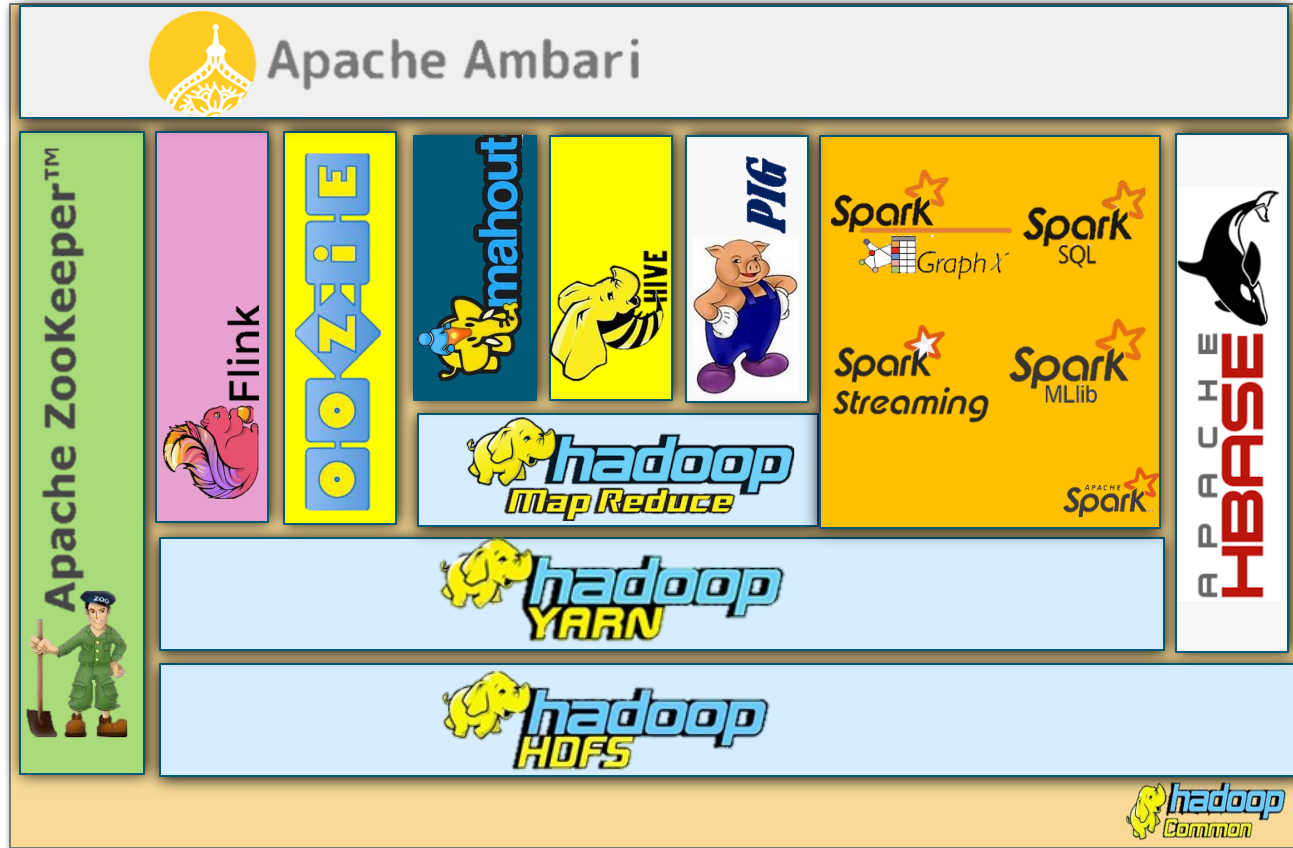 Apache Ambari
Apache ZooKeeper™
ZOO
Flink
OOZIE
mahout
HIVE
PIG
Spark
GraphX
Spark
SQL
Spark
Streaming
Spark
MLlib
APACHE
Spark
APACHE
HBASE
hadoop
Map Reduce
hadoop
YARN
hadoop
HDFS
hadoop
Common